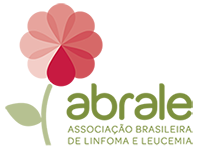 abrale
ASSOCIAÇÃO BRASILEIRA
DE LINFOMA E LEUCEMIA